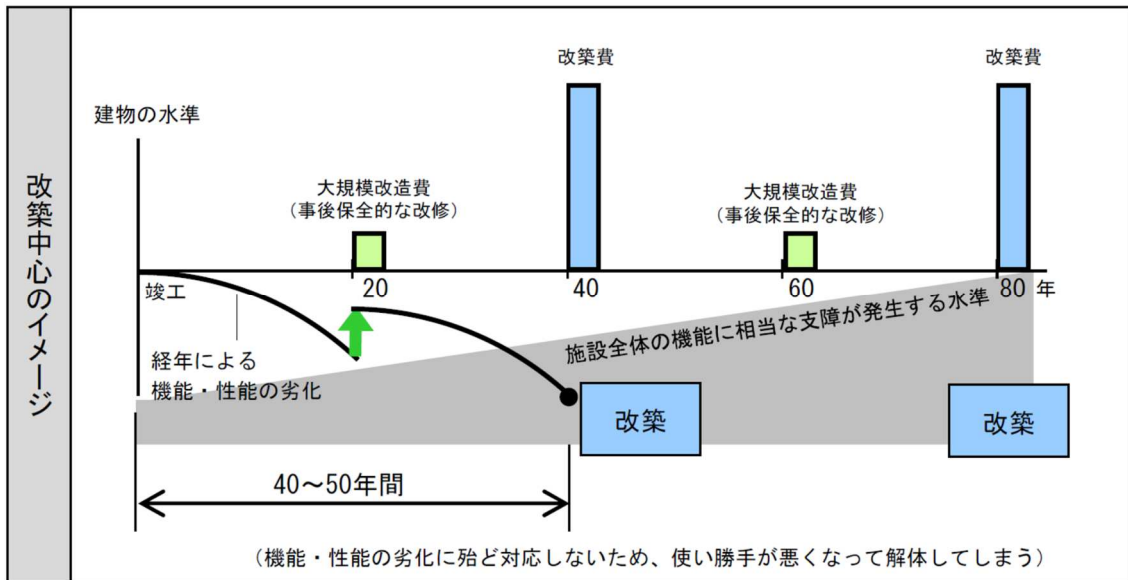 改築中心のイメージ
改築費
改築費
建物の水準
大規模改造費
（事後保全的な改修）
大規模改造費
（事後保全的な改修）
竣工
20
40
60
80 年
施設全体の機能に相当な支障が発生する水準
経年による
機能・性能の劣化
改築
改築
40～50年間
（機能・性能の劣化に殆ど対応しないため、使い勝手が悪くなって解体してしまう）